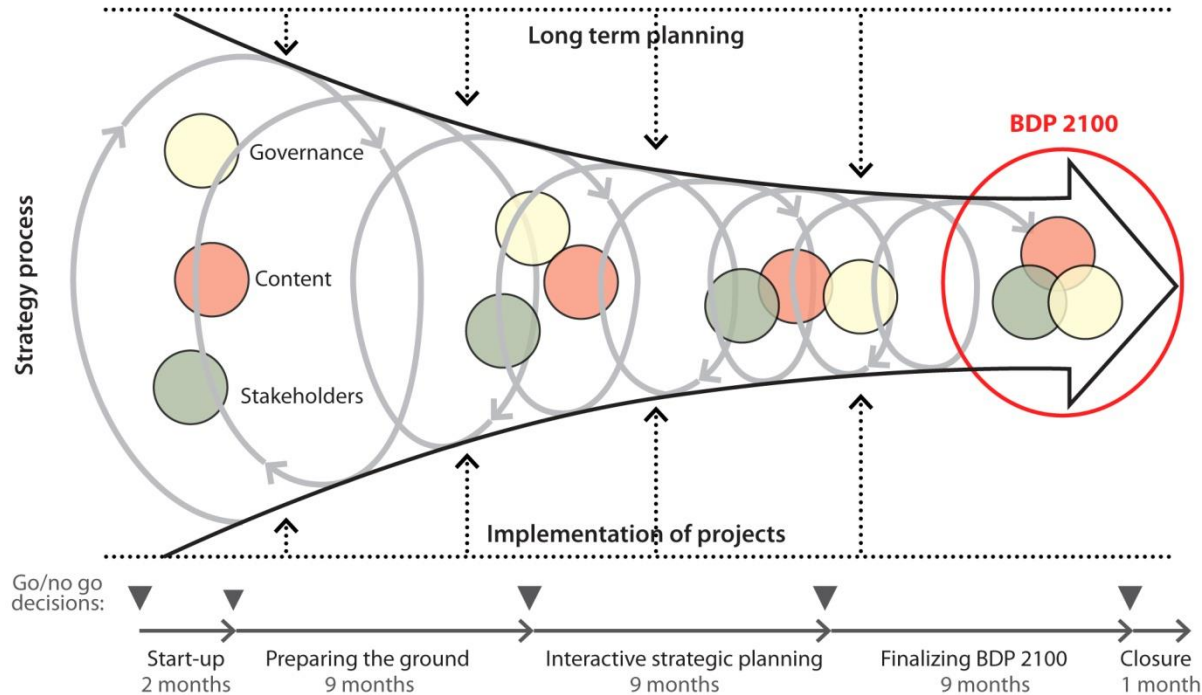 Long term planning
BDP 2100
Strategy process
Governance
Content
Stakeholders
Implementation of projects
Go/no go
decisions:
Start-up
2 months
Preparing the ground
9 months
Interactive strategic planning
9 months
Finalizing BDP 2100
9 months
Closure
1 month